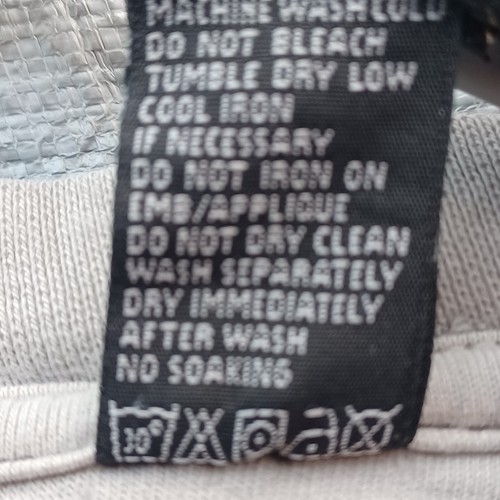 MACHINE WASH COLD
DO NOT BLEACH
TUMBLE DRY LOW
COOL IRON
IF NECESSARY
DO NOT IRON ON
EMB/APPLIQUE
DO NOT DRY CLEAN
WASH SEPARATELY
DRY IMMEDIATELY
AFTER WASH
NO SOAKING
30°